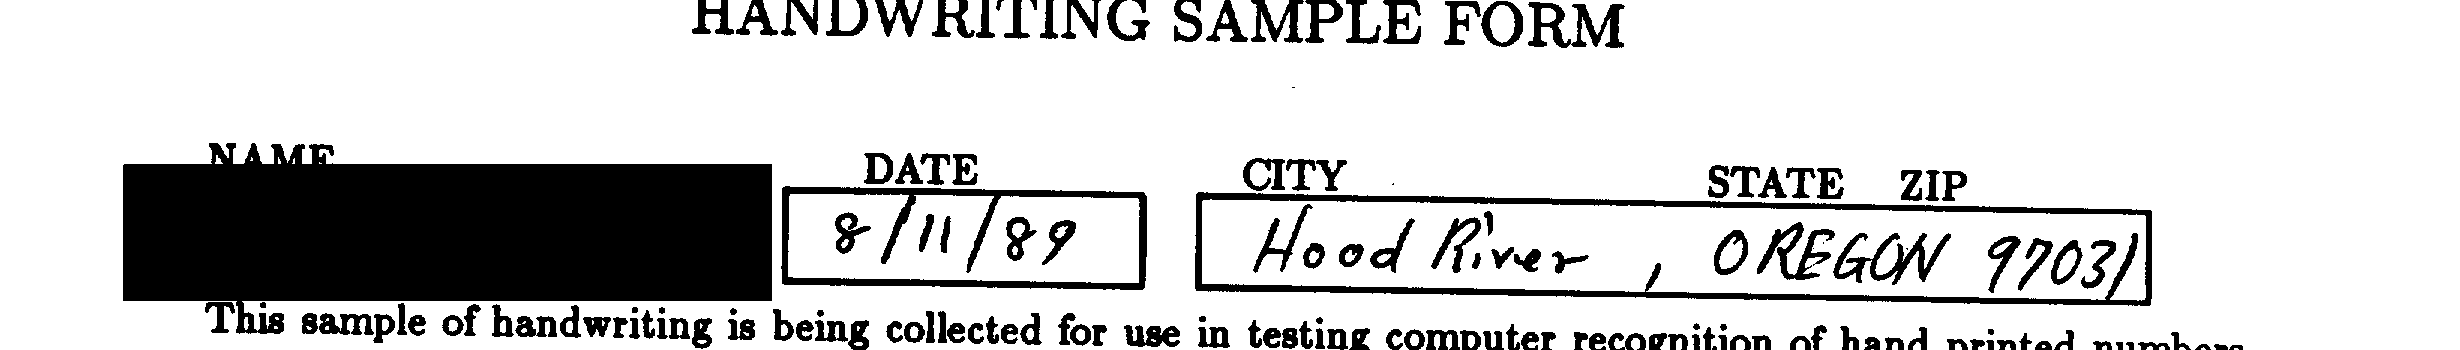 HANDWRITING SAMPLE FORM
NAME DATE CITY STATE ZIP
8/11/89 Hood River, OREGON 97031
This sample of handwriting is being collected for use in testing computer recognition of hand printed numbers